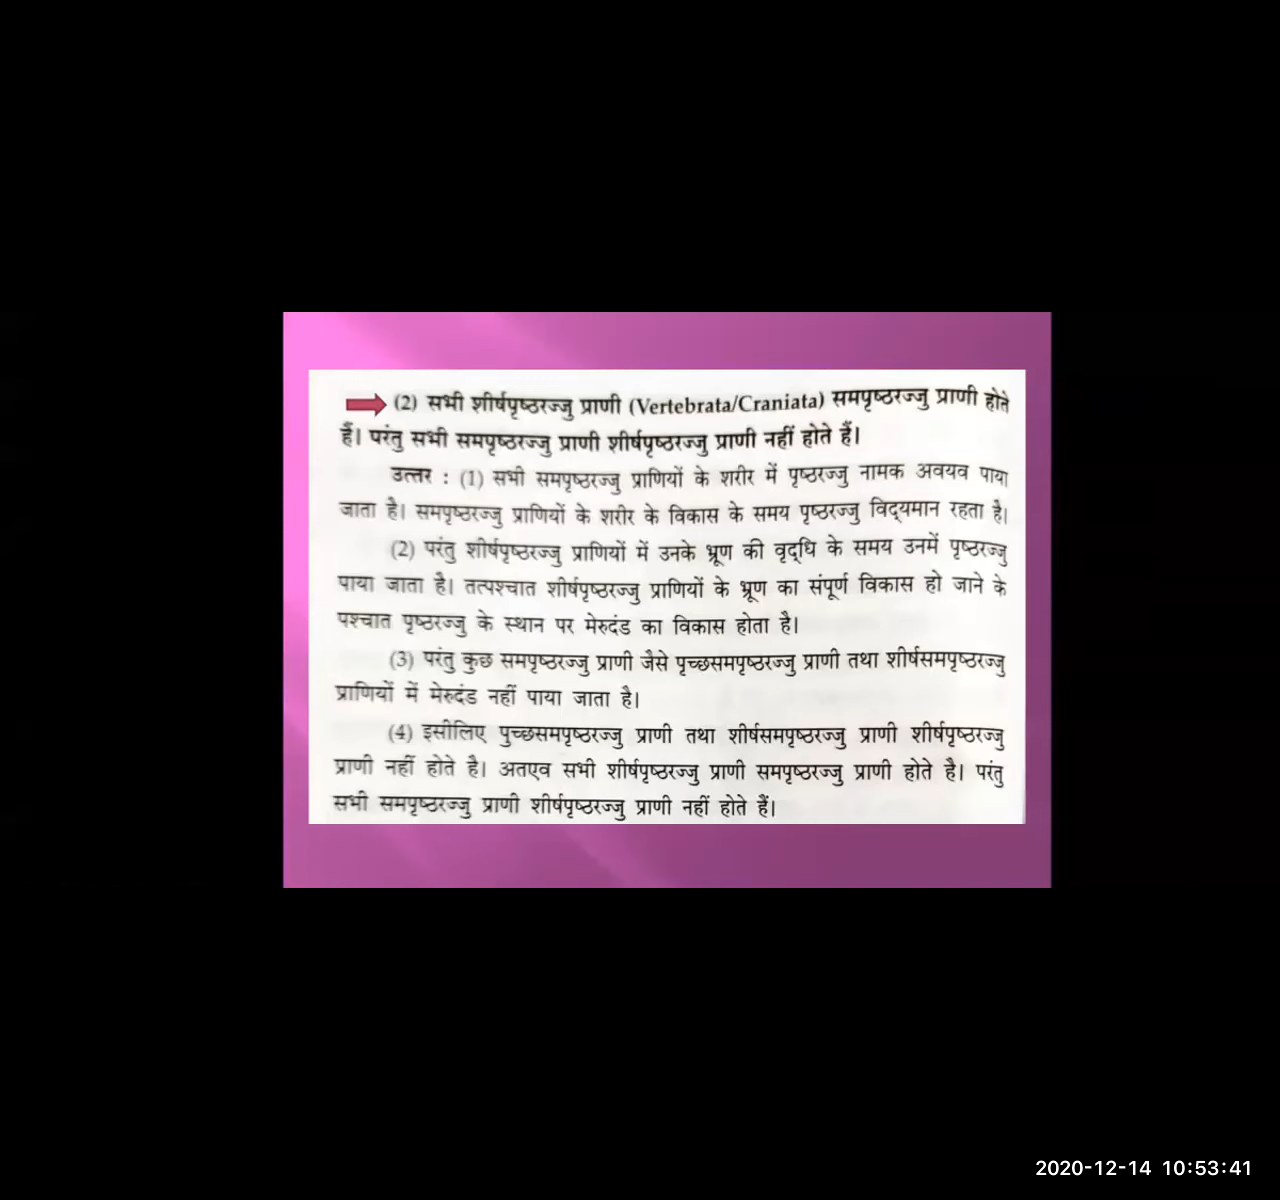 (2) सभी शीर्षपृष्ठरज्जु प्राणी (Vertebrata/Craniata) समपृष्ठरज्जु प्राणी होते
हैं। परंतु सभी समपृष्ठरज्जु प्राणी शीर्षपृष्ठरज्जु प्राणी नहीं होते हैं।
उत्तर : (1) सभी समपृष्ठरज्जु प्राणियों के शरीर में पृष्ठरज्जु नामक अवयव पाया
जाता है। समपृष्ठरज्जु प्राणियों के शरीर के विकास के समय पृष्ठरज्जु विद्यमान रहता है।
(2) परंतु शीर्षपृष्ठरज्जु प्राणियों में उनके भ्रूण की वृद्धि के समय उनमें पृष्ठरज्जु
पाया जाता है। तत्पश्चात शीर्षपृष्ठरज्जु प्राणियों के भ्रूण का संपूर्ण विकास हो जाने के
पश्चात पृष्ठरज्जु के स्थान पर मेरुदंड का विकास होता है।
(3) परंतु कुछ समपृष्ठरज्जु प्राणी जैसे पृच्छसमपृष्ठरज्जु प्राणी तथा शीर्षसमपृष्ठरज्जु
प्राणियों में मेरुदंड नहीं पाया जाता है।
(4) इसीलिए पुच्छसमपृष्ठरज्जु प्राणी तथा शीर्षसमपृष्ठरज्जु प्राणी शीर्षपृष्ठरज्जु
प्राणी नहीं होते है। अतएव सभी शीर्षपृष्ठरज्जु प्राणी समपृष्ठरज्जु प्राणी होते है। परंतु
सभी समपृष्ठरज्जु प्राणी शीर्षपृष्ठरज्जु प्राणी नहीं होते हैं।
2020-12-14 10:53:41